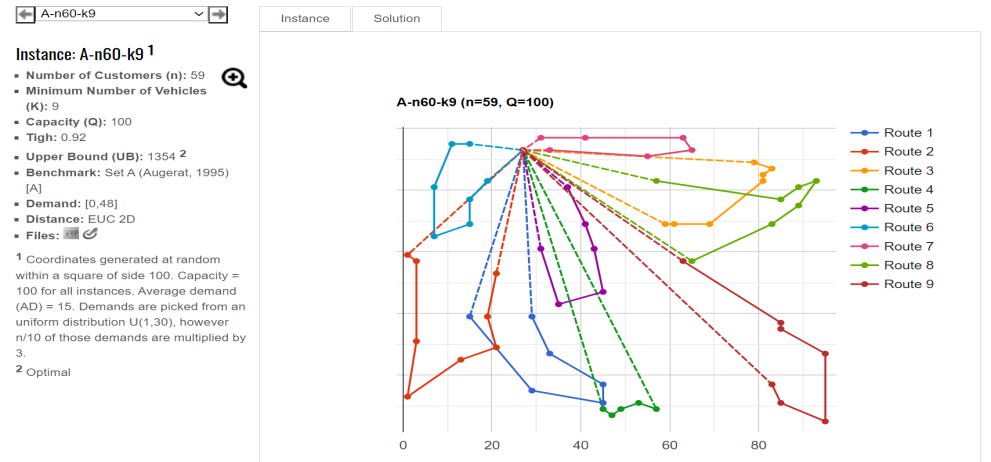 A-n60-k9
Instance
Solution
Instance: A-n60-k9 1
Number of Customers (n): 59
Minimum Number of Vehicles
(K): 9
Capacity (Q): 100
Tigh: 0.92
Upper Bound (UB): 1354 2
Benchmark: Set A (Augerat, 1995)
[A]
Demand: [0,48]
Distance: EUC 2D
Files:
1 Coordinates generated at random
within a square of side 100. Capacity =
100 for all instances. Average demand
(AD) = 15. Demands are picked from an
uniform distribution U(1,30), however
n/10 of those demands are multiplied by
3.
2 Optimal
A-n60-k9 (n=59, Q=100)
Route 1
Route 2
Route 3
Route 4
Route 5
Route 6
Route 7
Route 8
Route 9
0 20 40 60 80